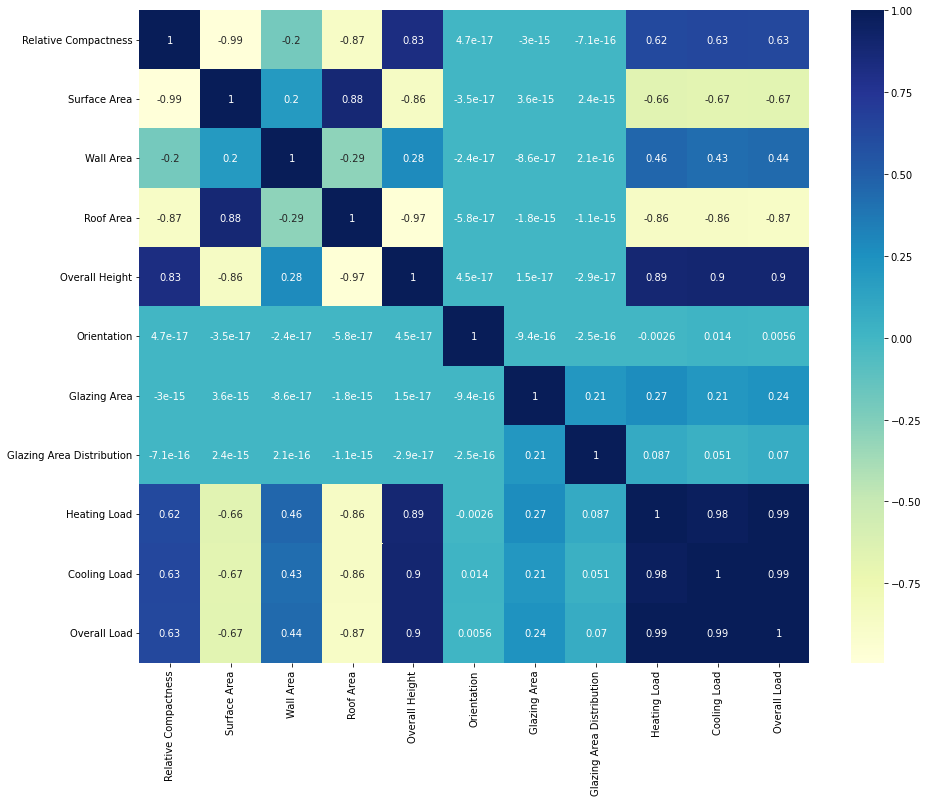 Relative Compactness 1 -0.99 -0.2 -0.87 0.83 4.7e-17 -3e-15 -7.1e-16 0.62 0.63 0.63
Surface Area -0.99 1 0.2 0.88 -0.86 -3.5e-17 3.6e-15 2.4e-15 -0.66 -0.67 -0.67
Wall Area -0.2 0.2 1 -0.29 0.28 -2.4e-17 -8.6e-17 2.1e-16 0.46 0.43 0.44
Roof Area -0.87 0.88 -0.29 1 -0.97 -5.8e-17 -1.8e-15 -1.1e-15 -0.86 -0.86 -0.87
Overall Height 0.83 -0.86 0.28 -0.97 1 4.5e-17 1.5e-17 -2.9e-17 0.89 0.9 0.9
Orientation 4.7e-17 -3.5e-17 -2.4e-17 -5.8e-17 4.5e-17 1 -9.4e-16 -2.5e-16 -0.0026 0.014 0.0056
Glazing Area -3e-15 3.6e-15 -8.6e-17 -1.8e-15 1.5e-17 -9.4e-16 1 0.21 0.27 0.21 0.24
Glazing Area Distribution -7.1e-16 2.4e-15 2.1e-16 -1.1e-15 -2.9e-17 -2.5e-16 0.21 1 0.087 0.051 0.07
Heating Load 0.62 -0.66 0.46 -0.86 0.89 -0.0026 0.27 0.087 1 0.98 0.99
Cooling Load 0.63 -0.67 0.43 -0.86 0.9 0.014 0.21 0.051 0.98 1 0.99
Overall Load 0.63 -0.67 0.44 -0.87 0.9 0.0056 0.24 0.07 0.99 0.99 1
Relative Compactness
Surface Area
Wall Area
Roof Area
Overall Height
Orientation
Glazing Area
Glazing Area Distribution
Heating Load
Cooling Load
Overall Load
1.00
0.75
0.50
0.25
0.00
−0.25
−0.50
−0.75